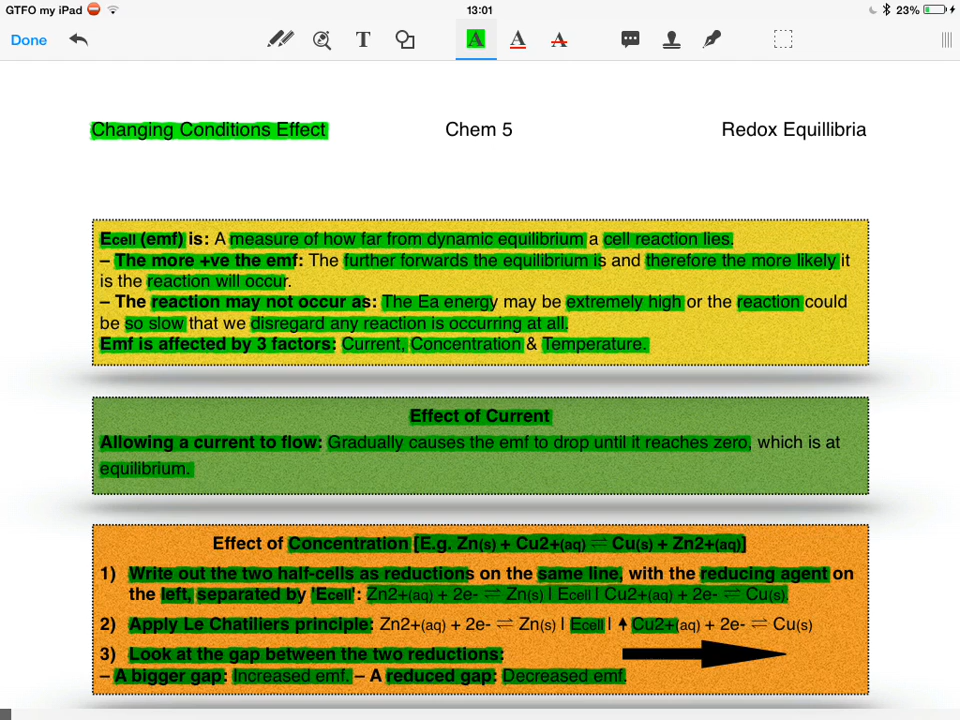 GTFO my iPad 13:01 23%
Done T A A A
Changing Conditions Effect Chem 5 Redox Equillibria
Ecell (emf) is: A measure of how far from dynamic equilibrium a cell reaction lies.
– The more +ve the emf: The further forwards the equilibrium is and therefore the more likely it
is the reaction will occur.
– The reaction may not occur as: The Ea energy may be extremely high or the reaction could
be so slow that we disregard any reaction is occurring at all.
Emf is affected by 3 factors: Current, Concentration & Temperature.
Effect of Current
Allowing a current to flow: Gradually causes the emf to drop until it reaches zero, which is at
equilibrium.
Effect of Concentration [E.g. Zn(s) + Cu2+(aq) ⇌ Cu(s) + Zn2+(aq)]
1) Write out the two half-cells as reductions on the same line, with the reducing agent on
the left, separated by 'Ecell': Zn2+(aq) + 2e- ⇌ Zn(s) I Ecell I Cu2+(aq) + 2e- ⇌ Cu(s).
2) Apply Le Chatiliers principle: Zn2+(aq) + 2e- ⇌ Zn(s) I Ecell I ↑ Cu2+(aq) + 2e- ⇌ Cu(s)
3) Look at the gap between the two reductions:
– A bigger gap: Increased emf. – A reduced gap: Decreased emf.